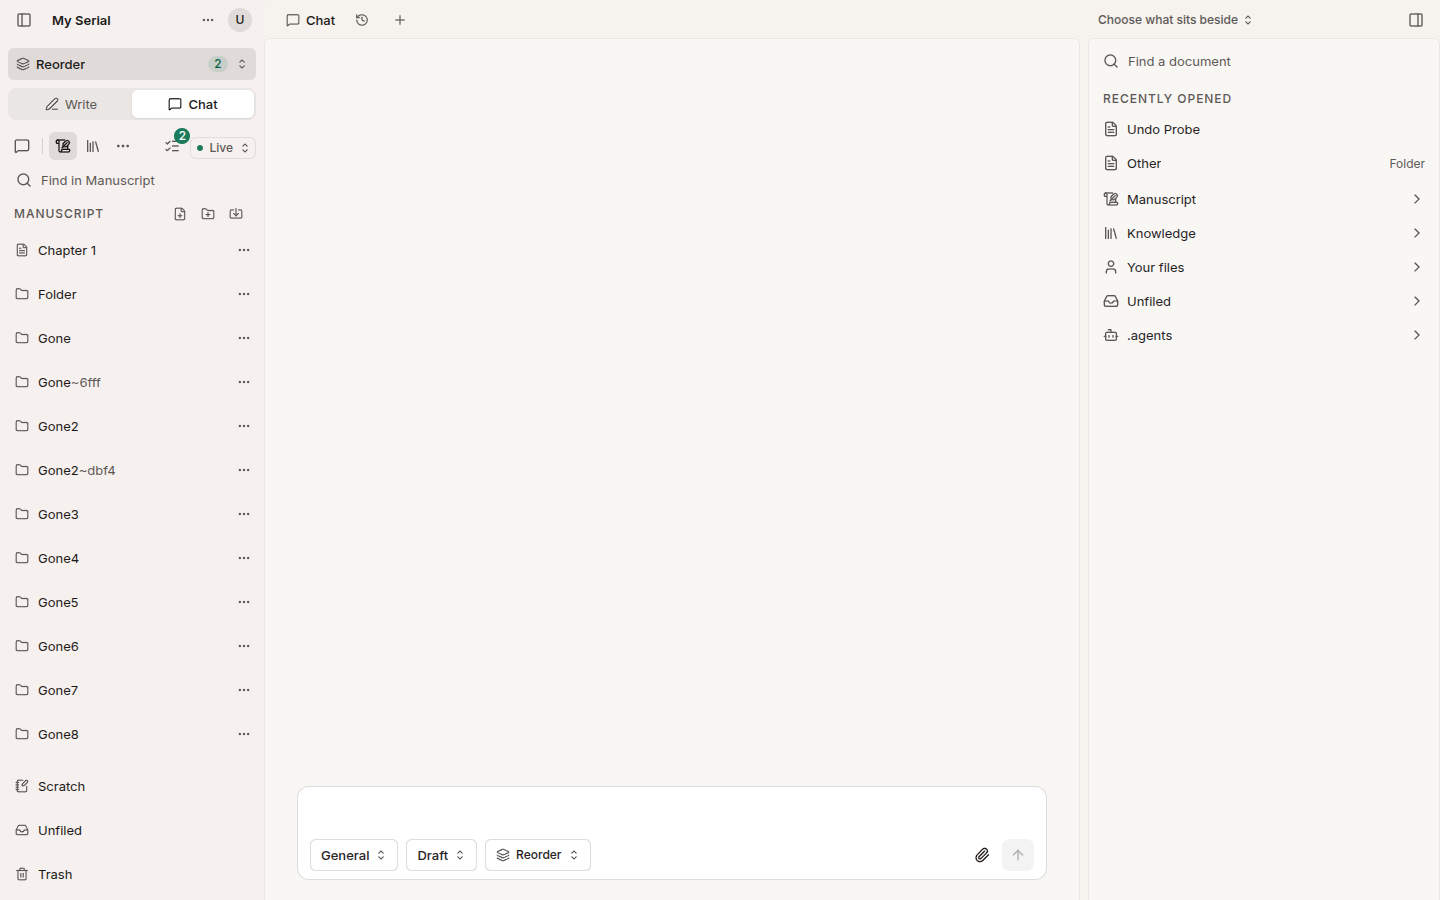 My Serial
U
Reorder
2
Write
Chat
2
Live
Find in Manuscript
MANUSCRIPT
Chapter 1
Folder
Gone
Gone~6fff
Gone2
Gone2~dbf4
Gone3
Gone4
Gone5
Gone6
Gone7
Gone8
Scratch
Unfiled
Trash
Chat
General
Draft
Reorder
Choose what sits beside
Find a document
RECENTLY OPENED
Undo Probe
Other Folder
Manuscript
Knowledge
Your files
Unfiled
.agents